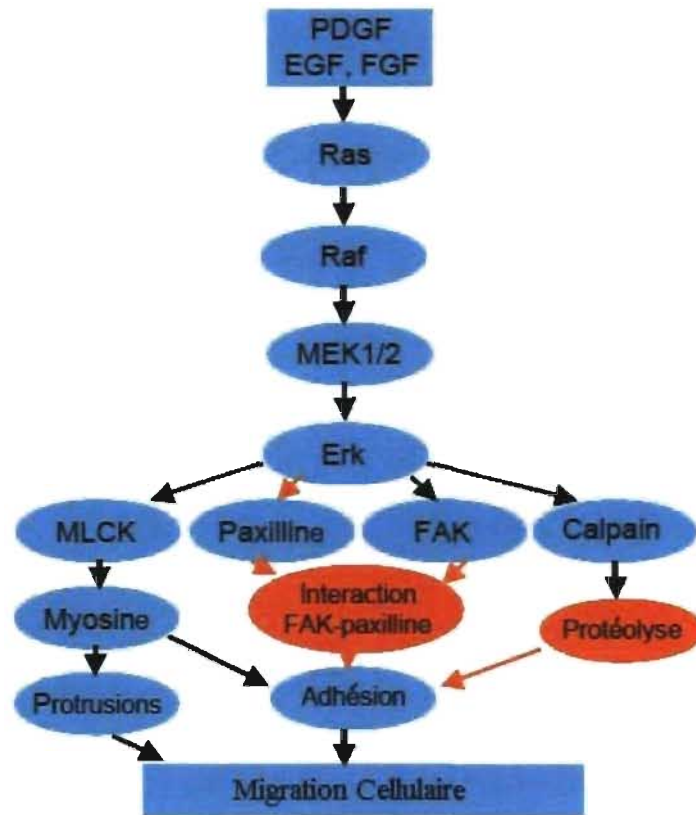 PDGF
EGF, FGF
Ras
Raf
MEK1/2
Erk
MLCK
Paxilline
FAK
Calpain
Interaction
FAK-paxilline
Myosine
Protéolyse
Protrusions
Adhésion
Migration Cellulaire